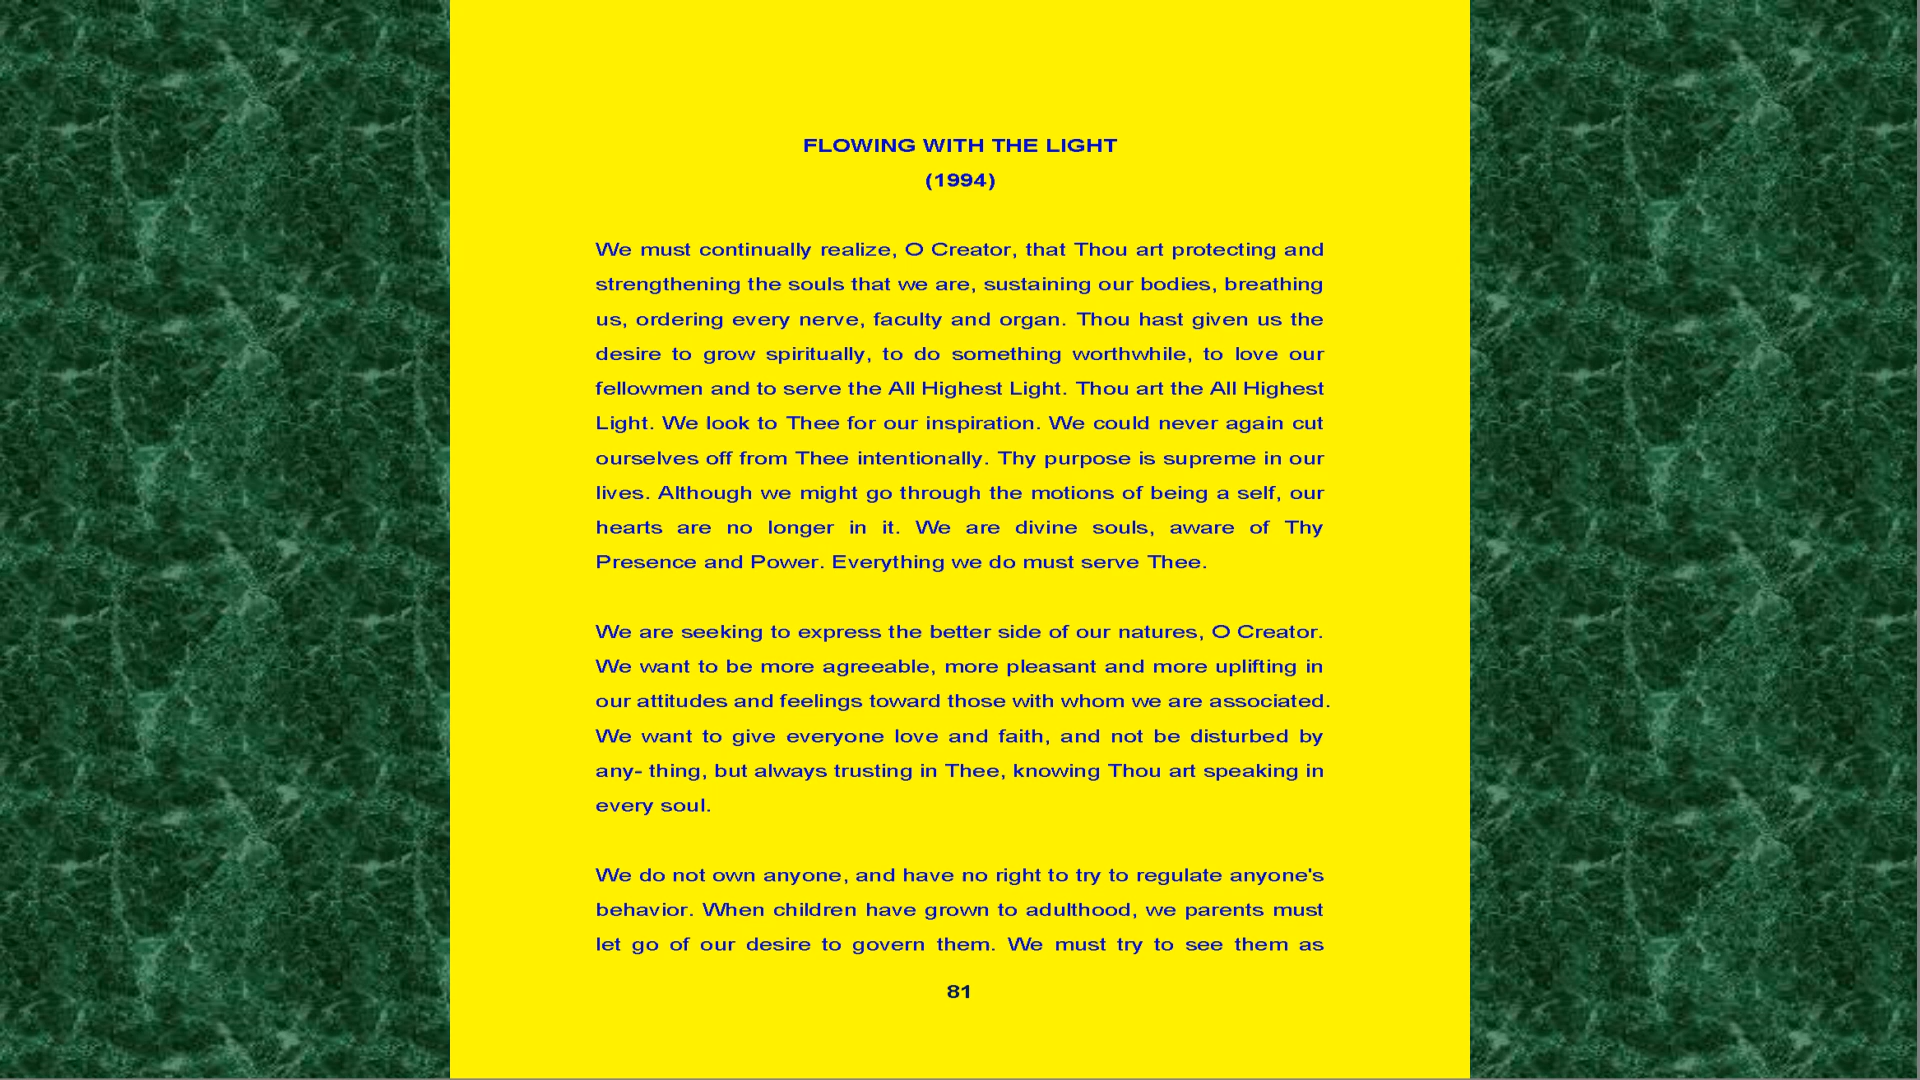 FLOWING WITH THE LIGHT
(1994)
We must continually realize, O Creator, that Thou art protecting and
strengthening the souls that we are, sustaining our bodies, breathing
us, ordering every nerve, faculty and organ. Thou hast given us the
desire to grow spiritually, to do something worthwhile, to love our
fellowmen and to serve the All Highest Light. Thou art the All Highest
Light. We look to Thee for our inspiration. We could never again cut
ourselves off from Thee intentionally. Thy purpose is supreme in our
lives. Although we might go through the motions of being a self, our
hearts are no longer in it. We are divine souls, aware of Thy
Presence and Power. Everything we do must serve Thee.
We are seeking to express the better side of our natures, O Creator.
We want to be more agreeable, more pleasant and more uplifting in
our attitudes and feelings toward those with whom we are associated.
We want to give everyone love and faith, and not be disturbed by
any- thing, but always trusting in Thee, knowing Thou art speaking in
every soul.
We do not own anyone, and have no right to try to regulate anyone's
behavior. When children have grown to adulthood, we parents must
let go of our desire to govern them. We must try to see them as
81